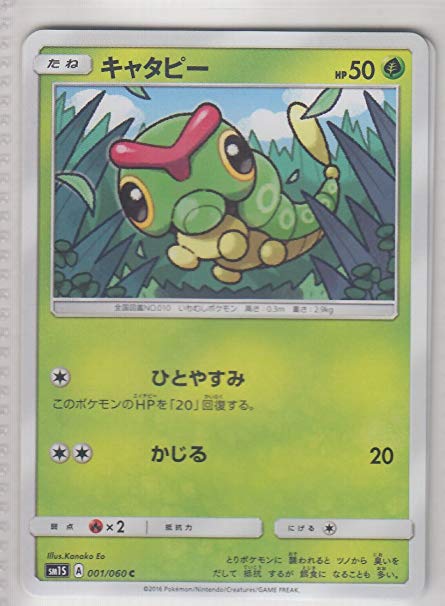 たね キャタピー HP 50
全国図鑑NO.010 いもむしポケモン 高さ：0.3m 重さ：2.9kg
ひとやすみ
このポケモンのHPを「20」回復する。
かじる 20
弱点 ×2 抵抗力 にげる
Illus.Kanako Eo
sm1S A 001/060 C
とりポケモンに 襲われると ツノから 臭いを
だして 抵抗 するが 餌食に なることも 多い。
©2016 Pokémon/Nintendo/Creatures/GAME FREAK.